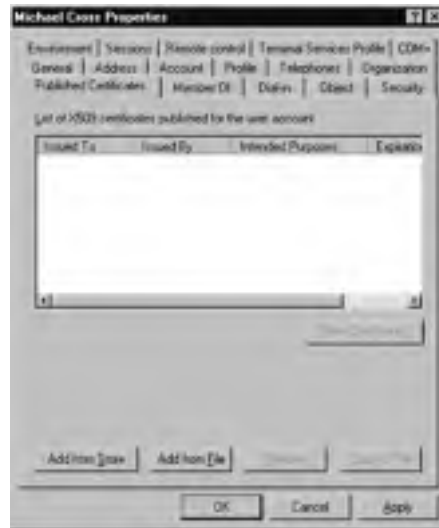 Michael Cross Properties
Environment Sessions Remote control Terminal Services Profile COM+
General Address Account Profile Telephones Organization
Published Certificates Member Of Dial-in Object Security
List of X509 certificates published for the user account
Issued To Issued By Intended Purposes Expiration
Add from Store Add from File Remove
OK Cancel Apply